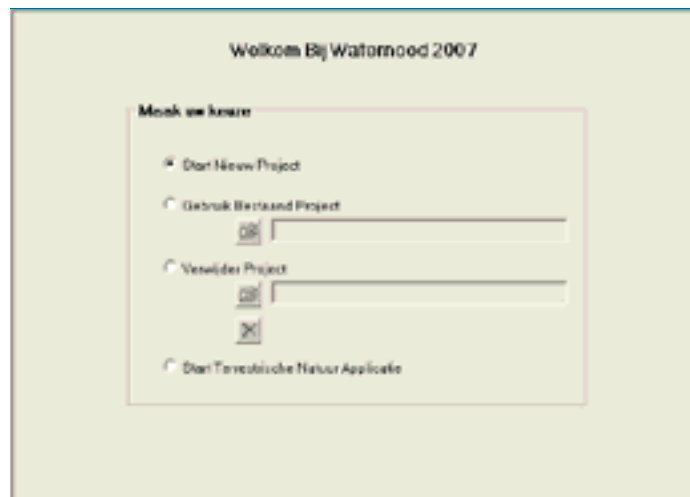 Welkom Bij Waternood 2007
Maak uw keuze
Start Nieuw Project
Gebruik Bestaand Project
Verwijder Project
Start Terrestrische Natuur Applicatie